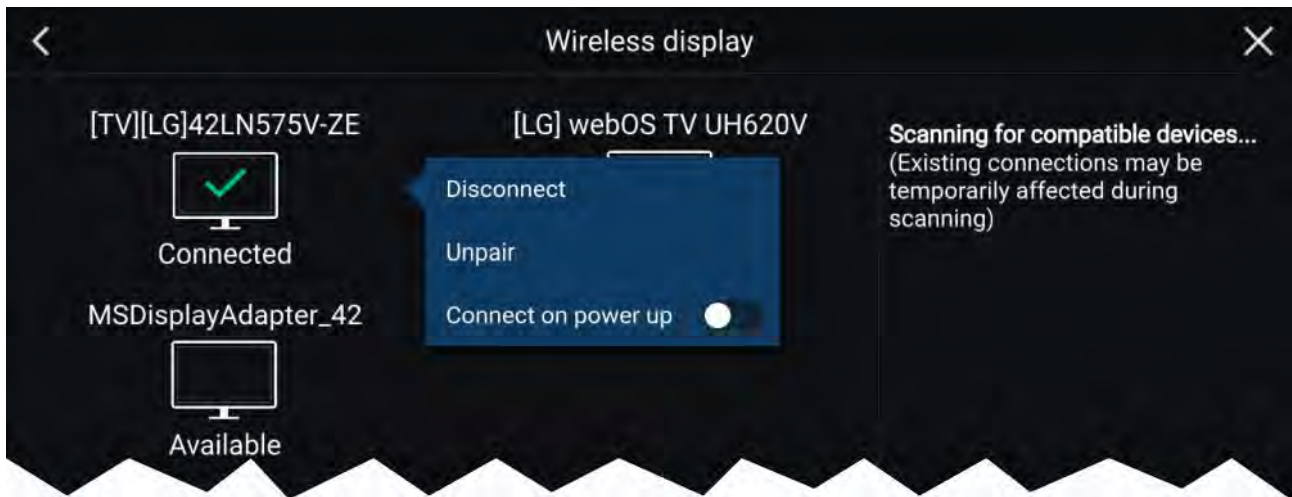 Wireless display
[TV][LG]42LN575V-ZE
Connected
[LG] webOS TV UH620V
Disconnect
Unpair
Connect on power up
MSDisplayAdapter_42
Available
Scanning for compatible devices...
(Existing connections may be
temporarily affected during
scanning)